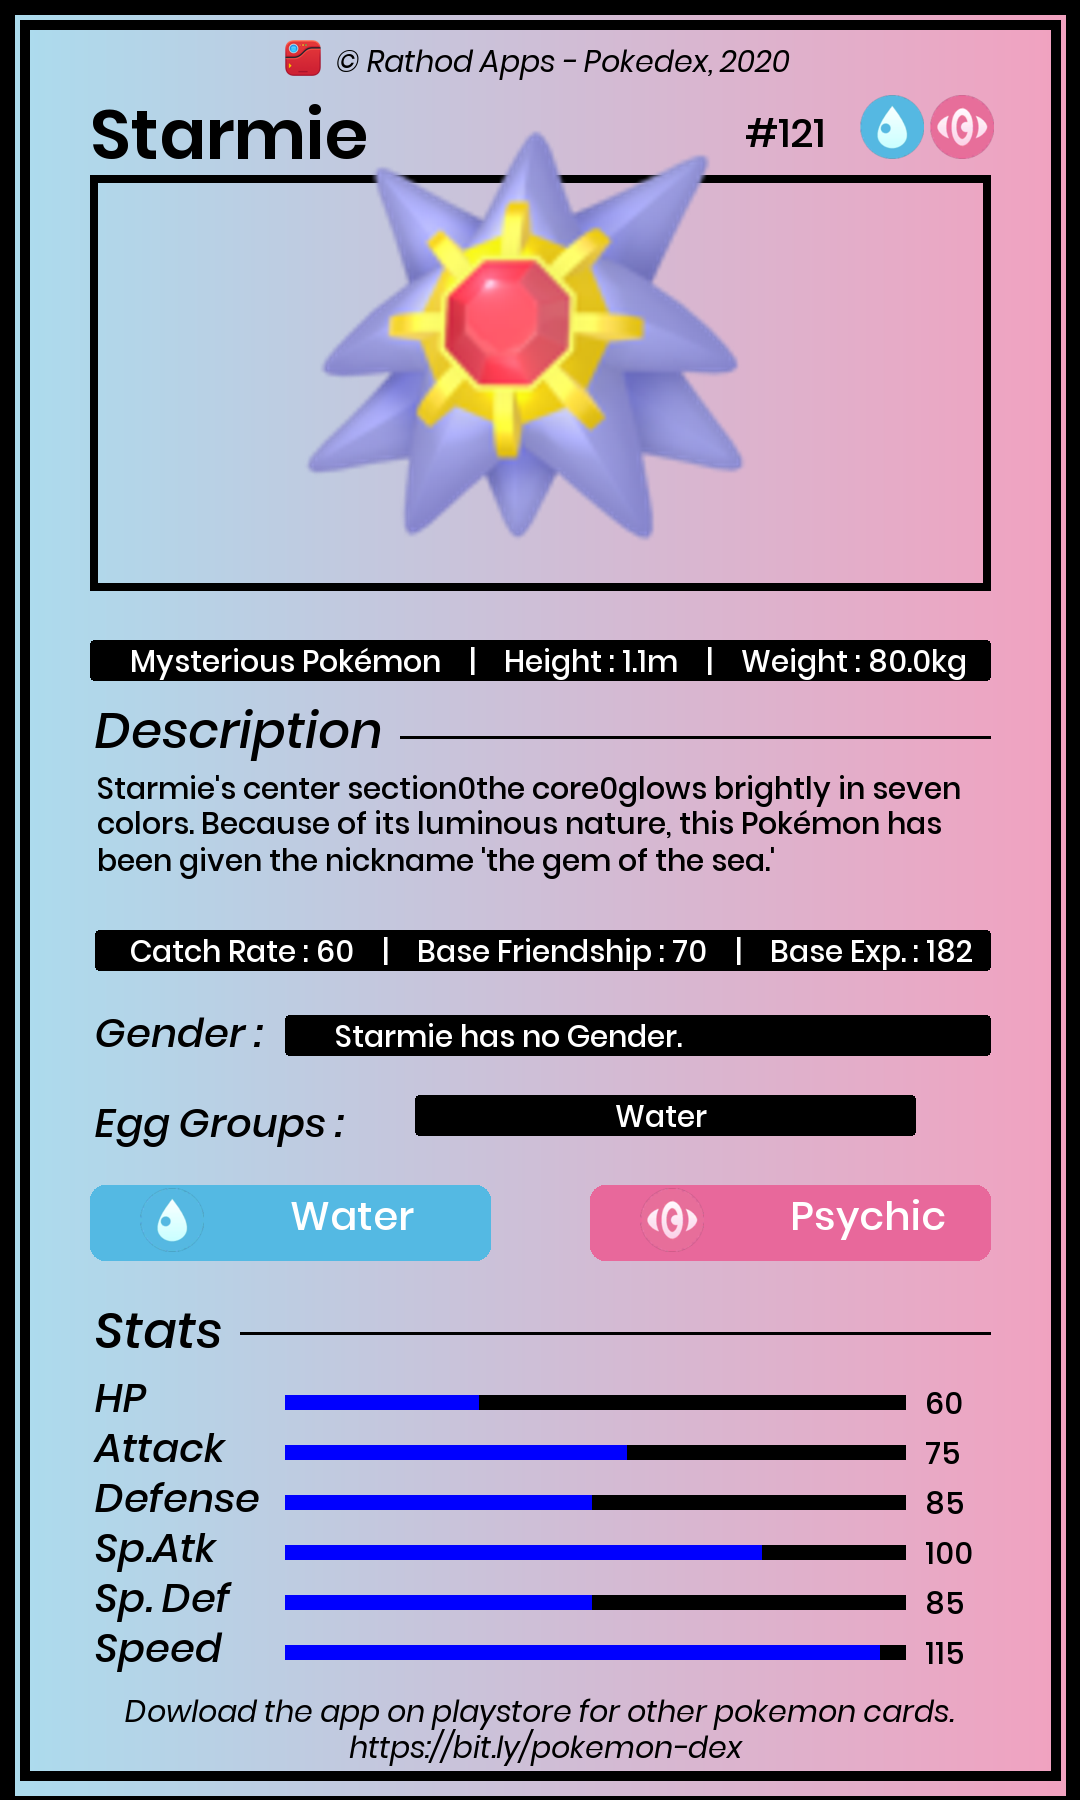 © Rathod Apps - Pokedex, 2020
Starmie #121
Mysterious Pokémon | Height : 1.1m | Weight : 80.0kg
Description
Starmie's center section0the core0glows brightly in seven
colors. Because of its luminous nature, this Pokémon has
been given the nickname 'the gem of the sea.'
Catch Rate : 60 | Base Friendship : 70 | Base Exp. : 182
Gender : Starmie has no Gender.
Egg Groups : Water
Water Psychic
Stats
HP 60
Attack 75
Defense 85
Sp.Atk 100
Sp. Def 85
Speed 115
Dowload the app on playstore for other pokemon cards.
https://bit.ly/pokemon-dex